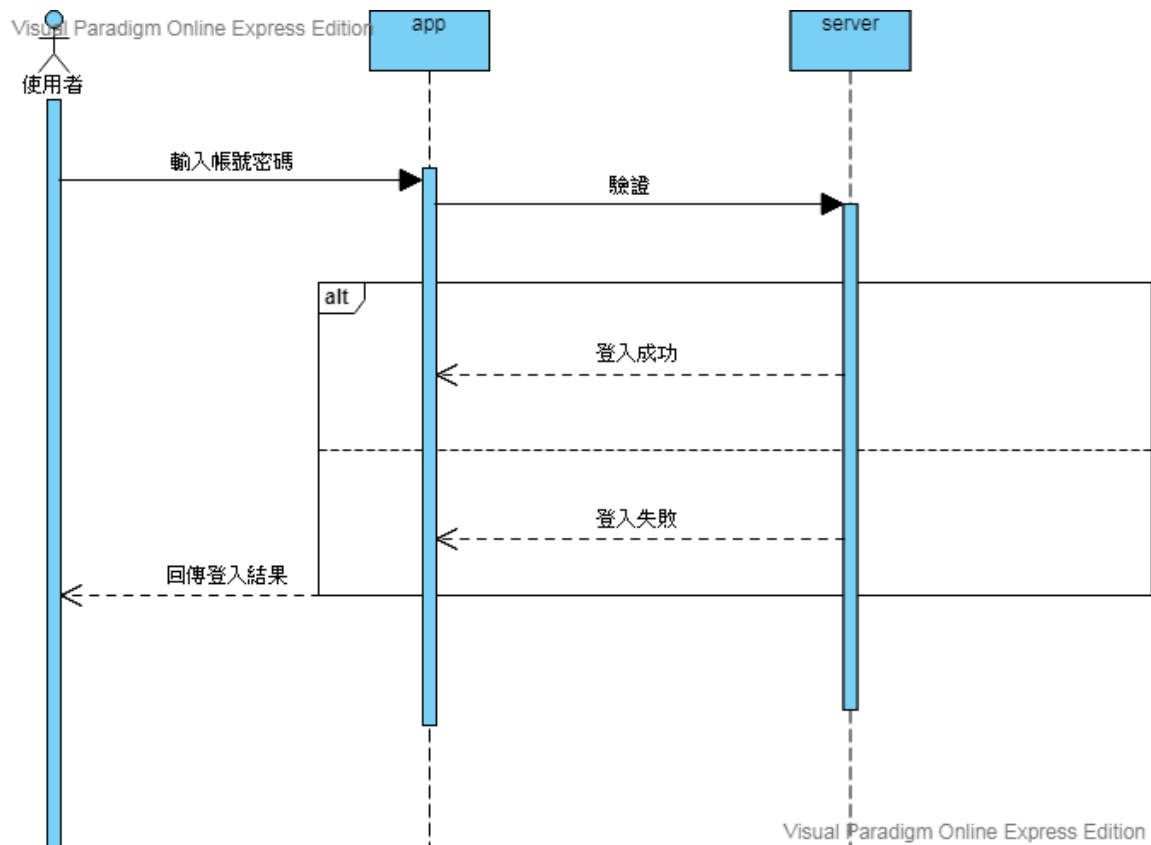 Visual Paradigm Online Express Edition
app
server
使用者
輸入帳號密碼
驗證
alt
登入成功
登入失敗
回傳登入結果
Visual Paradigm Online Express Edition